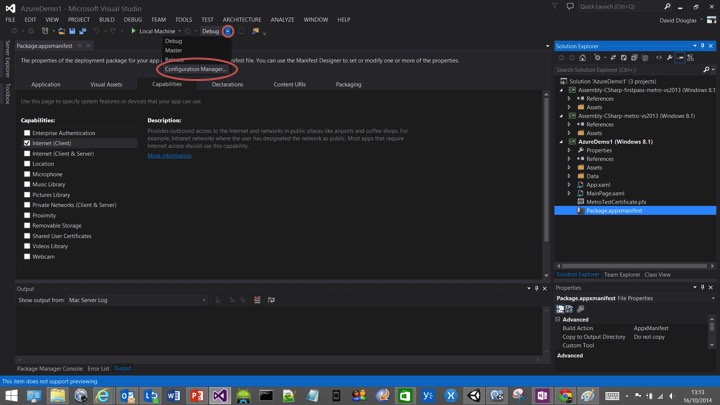 AzureDemo1 - Microsoft Visual Studio
Quick Launch (Ctrl+Q)
FILE EDIT VIEW PROJECT BUILD DEBUG TEAM TOOLS TEST ARCHITECTURE ANALYZE WINDOW HELP
David Douglas
Local Machine
Debug
Debug
Master
Configuration Manager...
Package.appxmanifest
The properties of the deployment package for your app
nifest file. You can use the Manifest Designer to set or modify one or more of the properties.
Application Visual Assets Capabilities Declarations Content URIs Packaging
Use this page to specify system features or devices that your app can use.
Capabilities:
Enterprise Authentication
Internet (Client)
Internet (Client & Server)
Location
Microphone
Music Library
Pictures Library
Private Networks (Client & Server)
Proximity
Removable Storage
Shared User Certificates
Videos Library
Webcam
Description:
Provides outbound access to the Internet and networks in public places like airports and coffee shops. For
example, Intranet networks where the user has designated the network as public. Most apps that require
Internet access should use this capability.
More information
Server Explorer
Toolbox
Output
Show output from: Mac Server Log
Package Manager Console Error List Output
This item does not support previewing
Solution Explorer
Search Solution Explorer
Solution 'AzureDemo1' (3 projects)
Assembly-CSharp-firstpass-metro-vs2013 (Windows 8.1)
References
Assets
Assembly-CSharp-metro-vs2013 (Windows 8.1)
References
Assets
AzureDemo1 (Windows 8.1)
Properties
References
Assets
Data
App.xaml
MainPage.xaml
MetroTestCertificate.pfx
Package.appxmanifest
Solution Explorer Team Explorer Class View
Properties
Package.appxmanifest File Properties
Advanced
Build Action AppxManifest
Copy to Output Directory Do not copy
Custom Tool
Advanced
13:13
16/10/2014